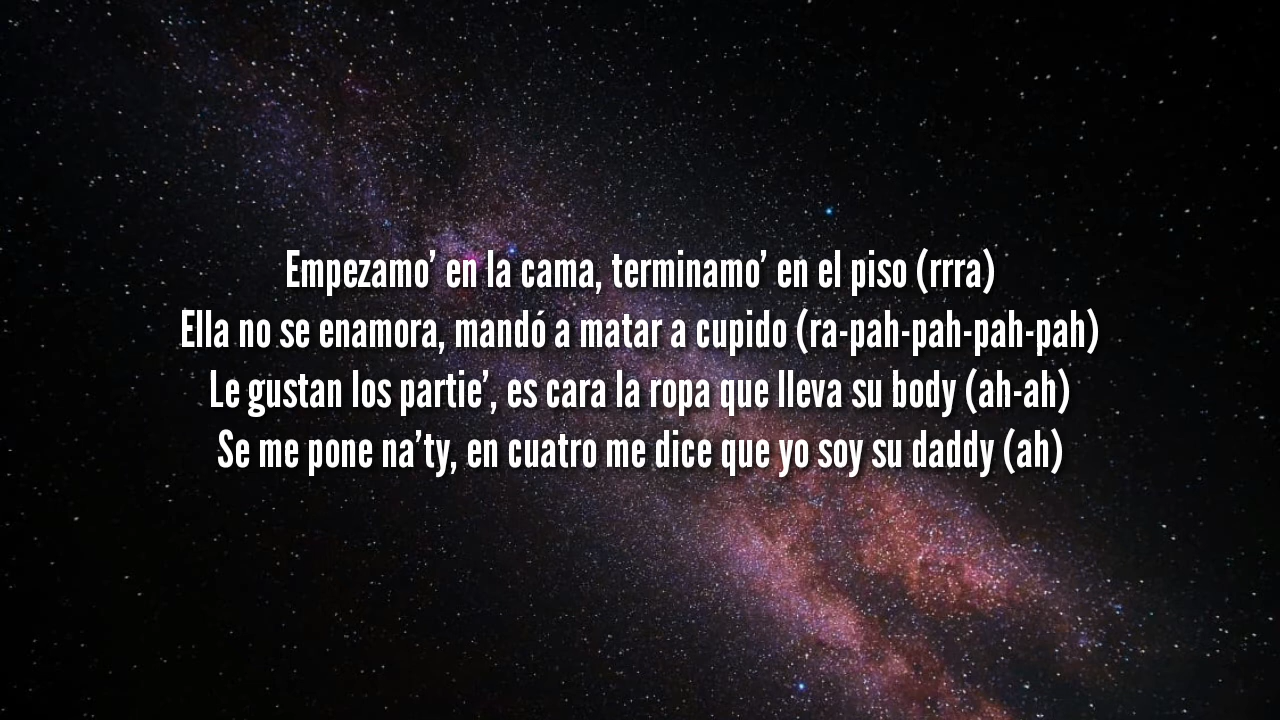 Empezamo' en la cama, terminamo' en el piso (rrra)
Ella no se enamora, mandó a matar a cupido (ra-pah-pah-pah-pah)
Le gustan los partie', es cara la ropa que lleva su body (ah-ah)
Se me pone na'ty, en cuatro me dice que yo soy su daddy (ah)